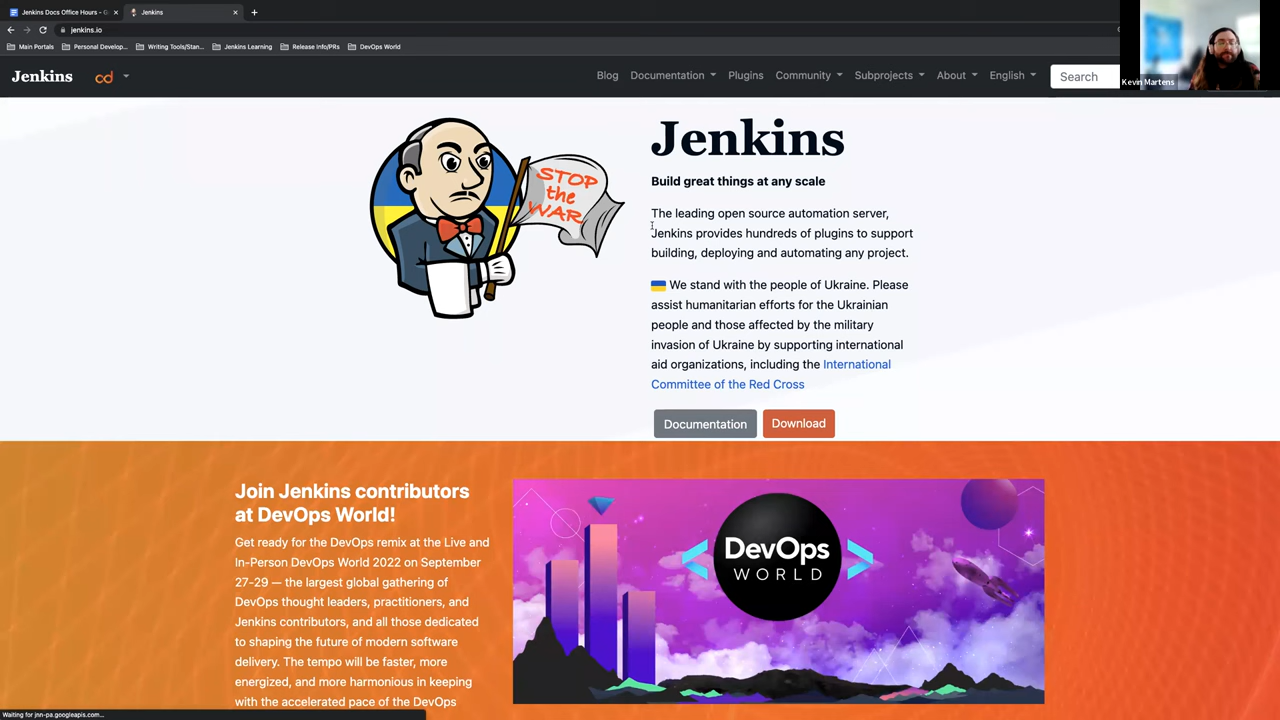 Jenkins Docs Office Hours - G
Jenkins
jenkins.io
Main Portals
Personal Develop...
Writing Tools/Stan...
Jenkins Learning
Release Info/PRs
DevOps World
Kevin Martens
Jenkins
Blog
Documentation
Plugins
Community
Subprojects
About
English
Search
STOP
the
WAR
Jenkins
Build great things at any scale
The leading open source automation server,
Jenkins provides hundreds of plugins to support
building, deploying and automating any project.
We stand with the people of Ukraine. Please
assist humanitarian efforts for the Ukrainian
people and those affected by the military
invasion of Ukraine by supporting international
aid organizations, including the International
Committee of the Red Cross
Documentation
Download
Join Jenkins contributors
at DevOps World!
Get ready for the DevOps remix at the Live and
In-Person DevOps World 2022 on September
27-29 — the largest global gathering of
DevOps thought leaders, practitioners, and
Jenkins contributors, and all those dedicated
to shaping the future of modern software
delivery. The tempo will be faster, more
energized, and more harmonious in keeping
with the accelerated pace of the DevOps
DevOps
WORLD
Waiting for jnn-pa.googleapis.com...